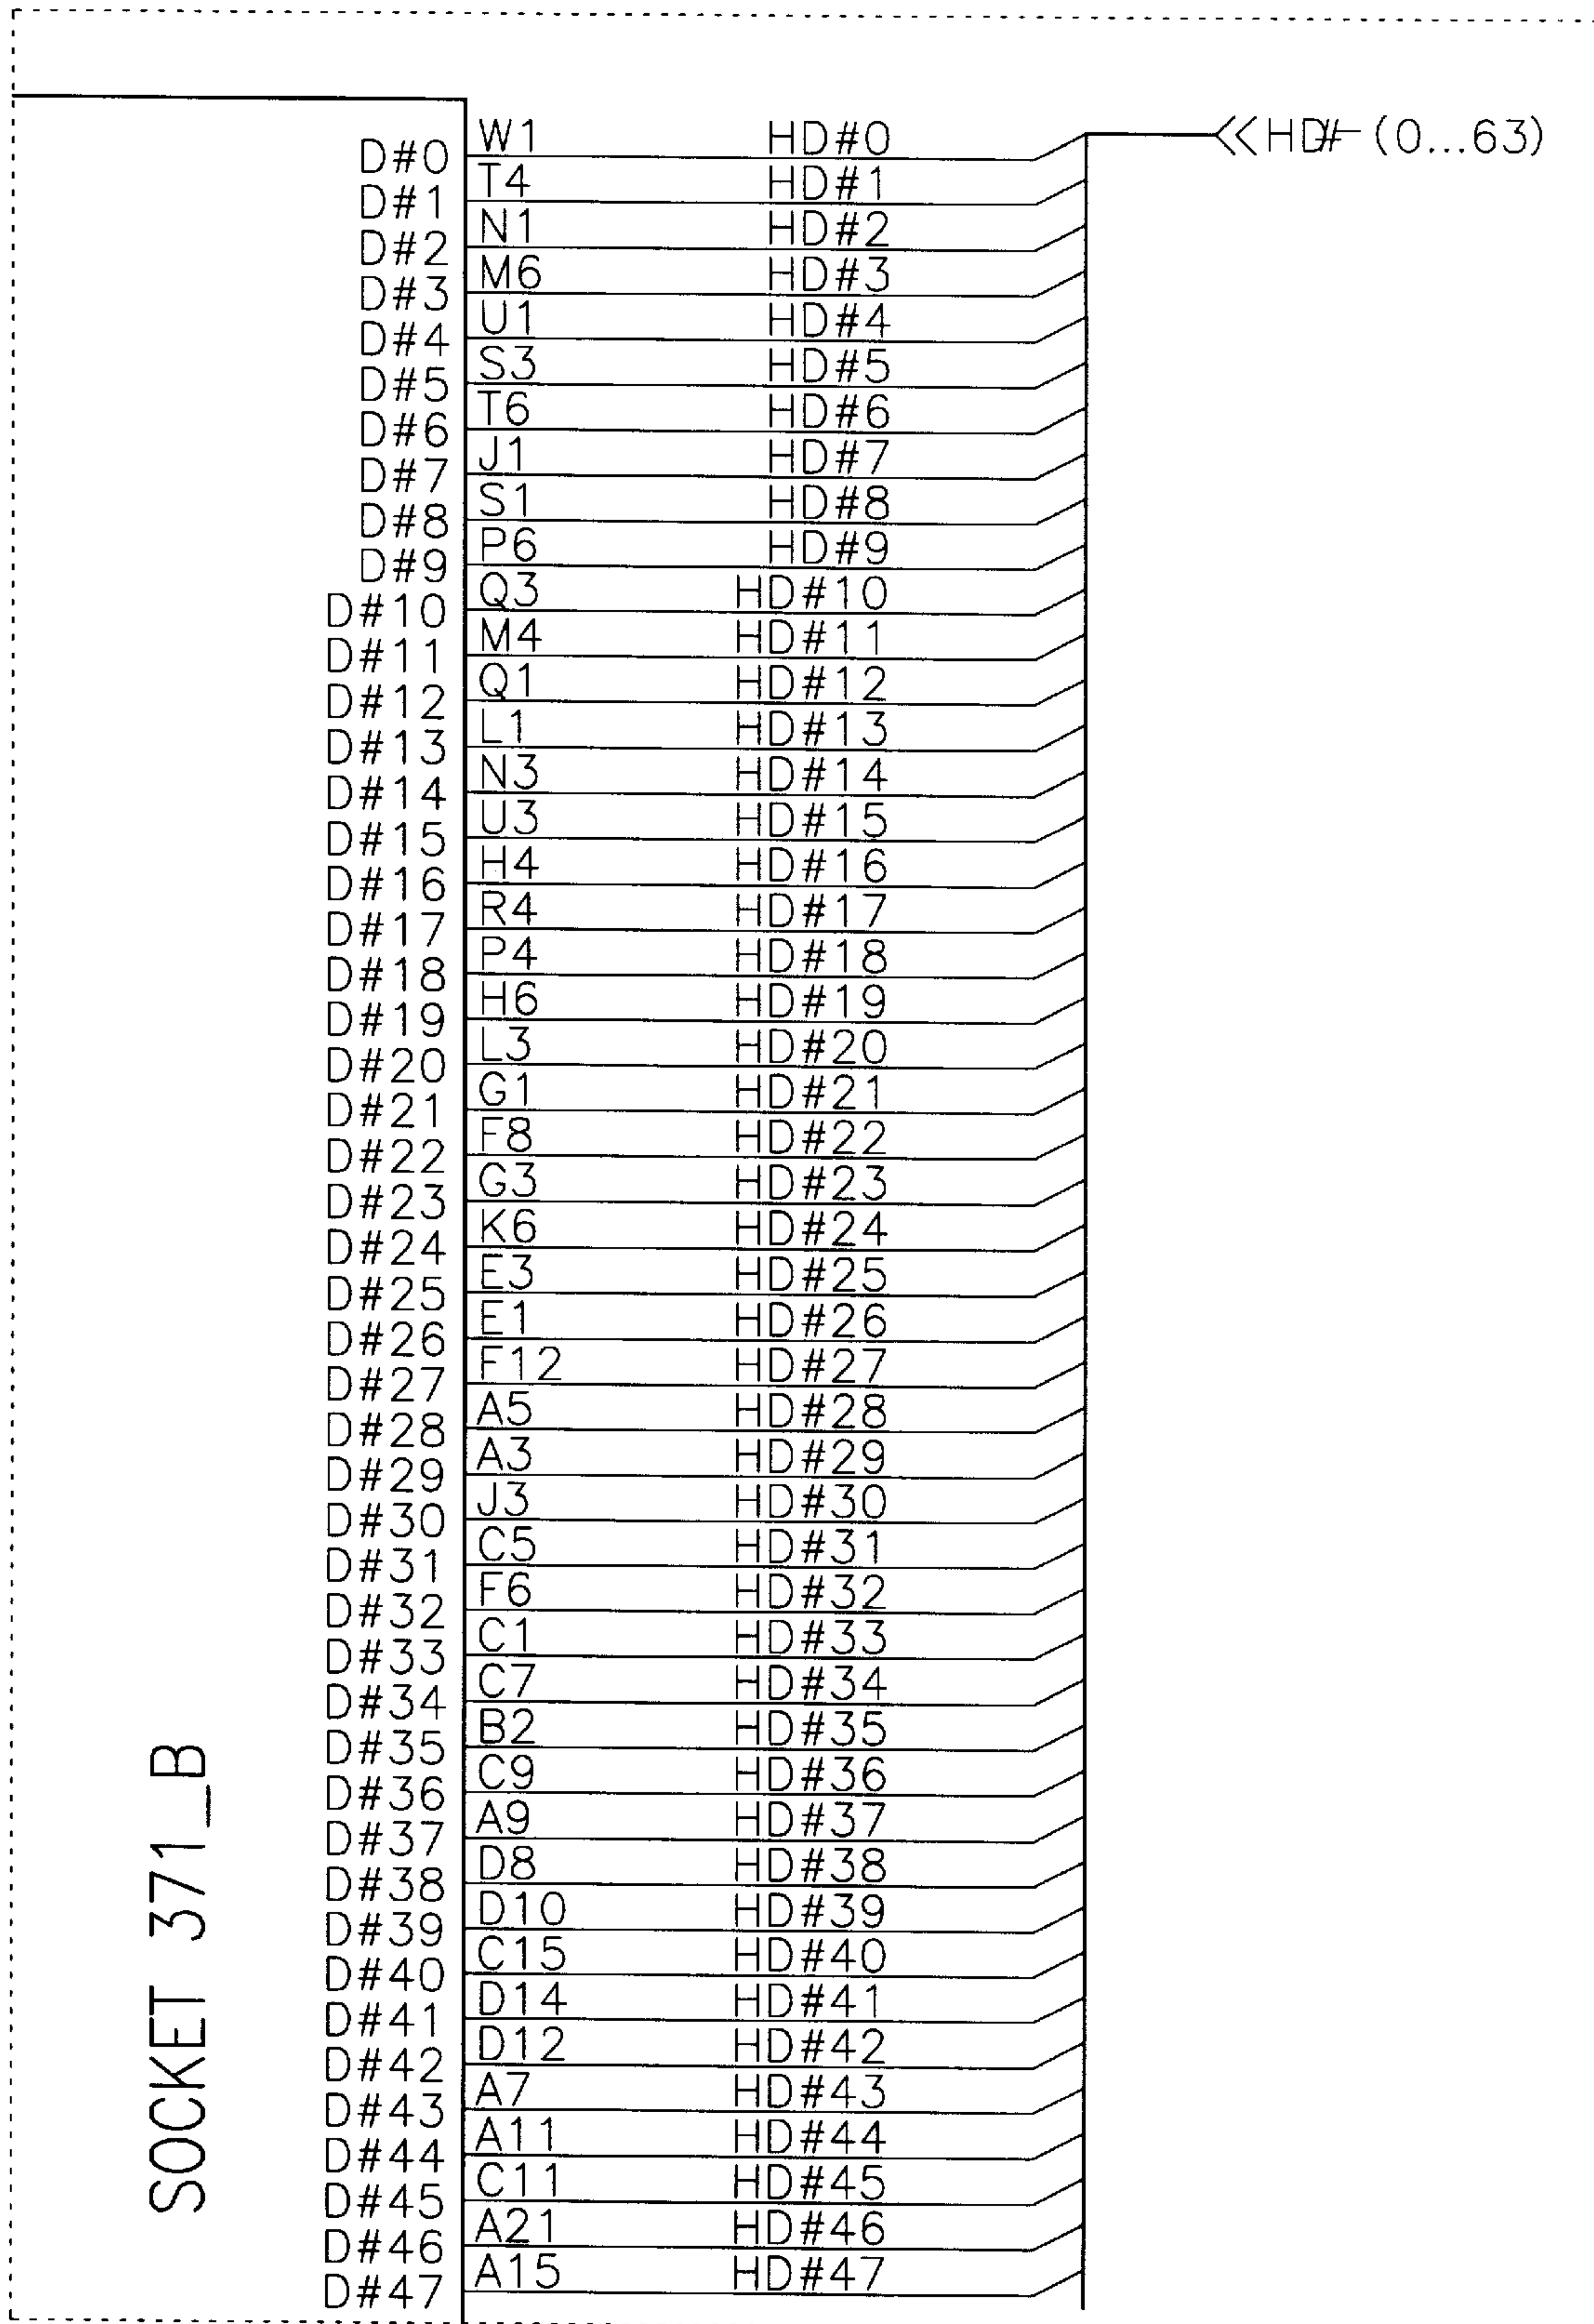 <<HD# (0...63)
D#0 W1 HD#0
D#1 T4 HD#1
D#2 N1 HD#2
D#3 M6 HD#3
D#4 U1 HD#4
D#5 S3 HD#5
D#6 T6 HD#6
D#7 J1 HD#7
D#8 S1 HD#8
D#9 P6 HD#9
D#10 Q3 HD#10
D#11 M4 HD#11
D#12 Q1 HD#12
D#13 L1 HD#13
D#14 N3 HD#14
D#15 U3 HD#15
D#16 H4 HD#16
D#17 R4 HD#17
D#18 P4 HD#18
D#19 H6 HD#19
D#20 L3 HD#20
D#21 G1 HD#21
D#22 F8 HD#22
D#23 G3 HD#23
D#24 K6 HD#24
D#25 E3 HD#25
D#26 E1 HD#26
D#27 F12 HD#27
D#28 A5 HD#28
D#29 A3 HD#29
D#30 J3 HD#30
D#31 C5 HD#31
D#32 F6 HD#32
D#33 C1 HD#33
D#34 C7 HD#34
D#35 B2 HD#35
D#36 C9 HD#36
D#37 A9 HD#37
D#38 D8 HD#38
D#39 D10 HD#39
D#40 C15 HD#40
D#41 D14 HD#41
D#42 D12 HD#42
D#43 A7 HD#43
D#44 A11 HD#44
D#45 C11 HD#45
D#46 A21 HD#46
D#47 A15 HD#47
SOCKET 371_B